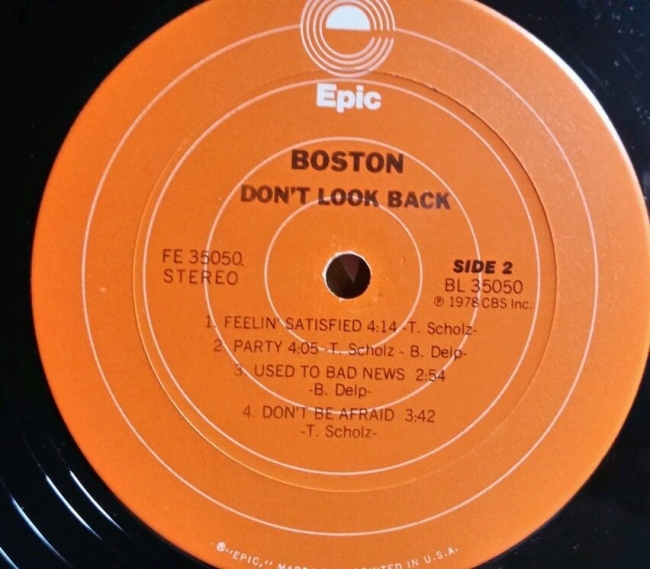 Epic
BOSTON
DON'T LOOK BACK
FE 35050
STEREO
SIDE 2
BL 35050
℗ 1978 CBS Inc.
1. FEELIN' SATISFIED 4:14 -T. Scholz-
2. PARTY 4:05 -T. Scholz - B. Delp-
3. USED TO BAD NEWS 2:54
-B. Delp-
4. DON'T BE AFRAID 3:42
-T. Scholz-
"EPIC," PRINTED IN U.S.A.